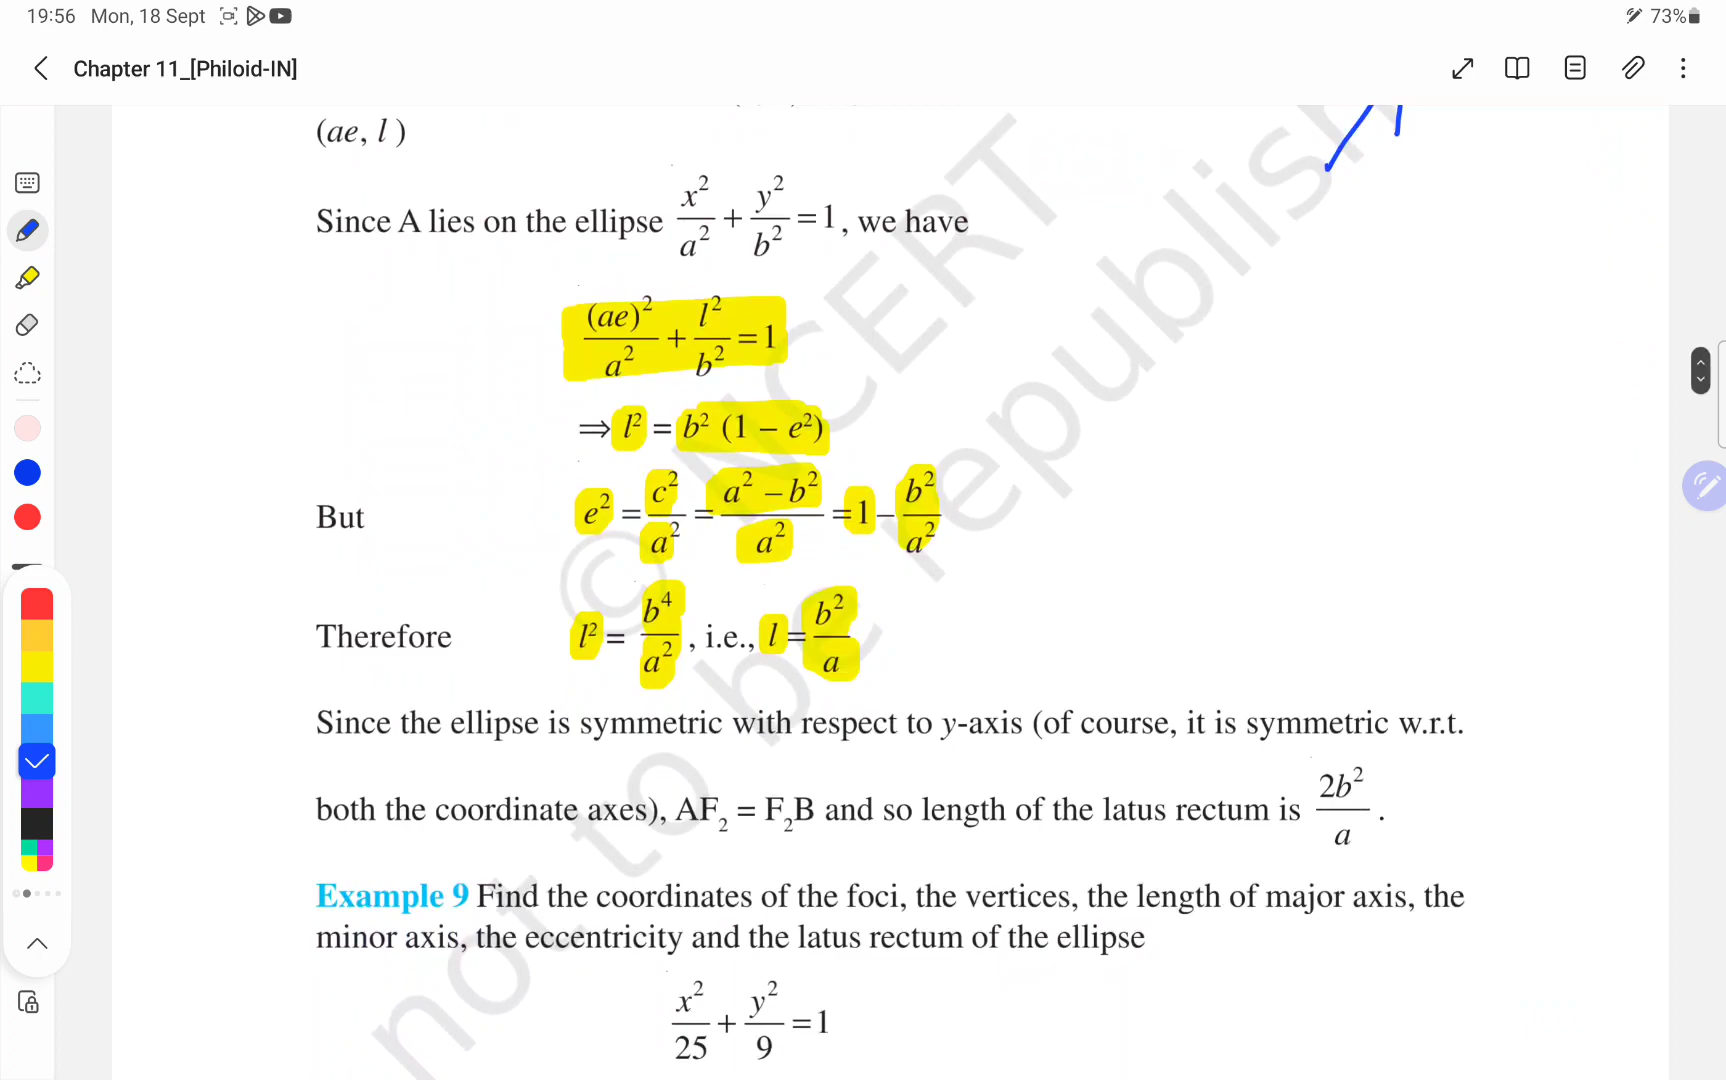 19:56 Mon, 18 Sept
73%
Chapter 11_[Philoid-IN]
(ae, l )
Since A lies on the ellipse x²/a² + y²/b² = 1, we have
(ae)²/a² + l²/b² = 1
⇒ l² = b² (1 – e²)
But e² = c²/a² = (a² – b²)/a² = 1 – b²/a²
Therefore l² = b⁴/a², i.e., l = b²/a
Since the ellipse is symmetric with respect to y-axis (of course, it is symmetric w.r.t.
both the coordinate axes), AF₂ = F₂B and so length of the latus rectum is 2b²/a.
Example 9 Find the coordinates of the foci, the vertices, the length of major axis, the
minor axis, the eccentricity and the latus rectum of the ellipse
x²/25 + y²/9 = 1
© NCERT
not to be republish